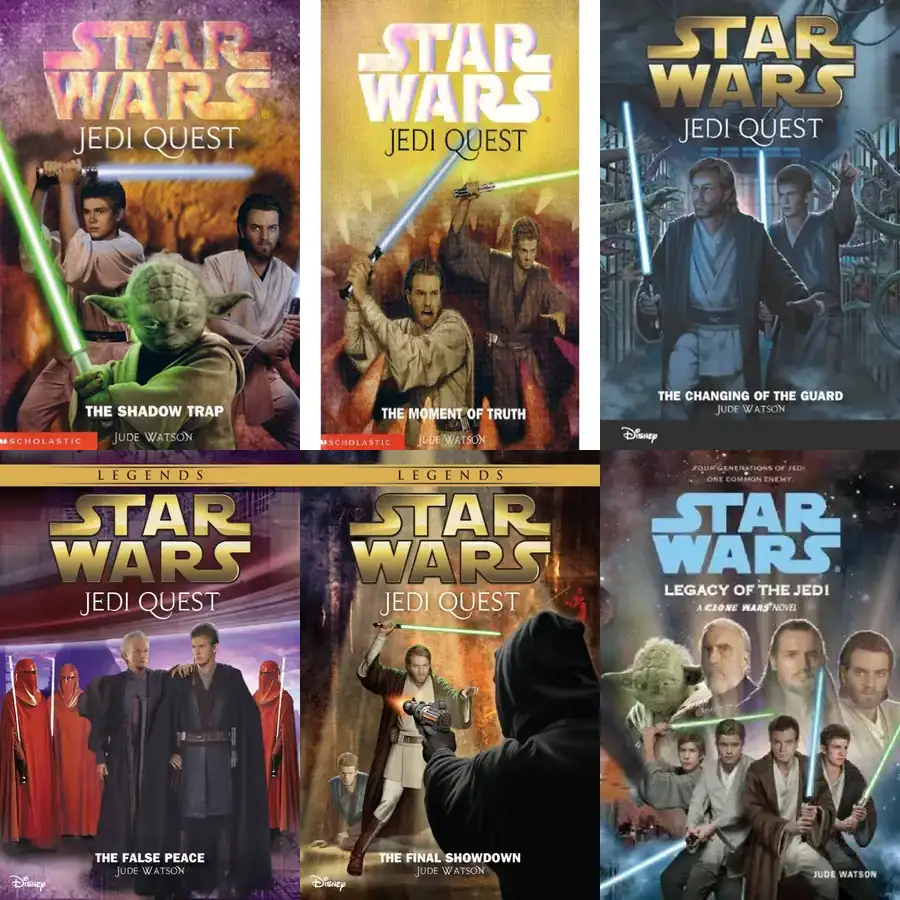 STAR
WARS
JEDI QUEST
THE SHADOW TRAP
SCHOLASTIC
JUDE WATSON
STAR
WARS
JEDI QUEST
THE MOMENT OF TRUTH
SCHOLASTIC
JUDE WATSON
STAR
WARS
JEDI QUEST
THE CHANGING OF THE GUARD
JUDE WATSON
Disney
LEGENDS
STAR
WARS
JEDI QUEST
THE FALSE PEACE
JUDE WATSON
Disney
LEGENDS
STAR
WARS
JEDI QUEST
THE FINAL SHOWDOWN
JUDE WATSON
Disney
FOUR GENERATIONS OF JEDI.
ONE COMMON ENEMY.
STAR
WARS
LEGACY OF THE JEDI
A CLONE WARS NOVEL
JUDE WATSON